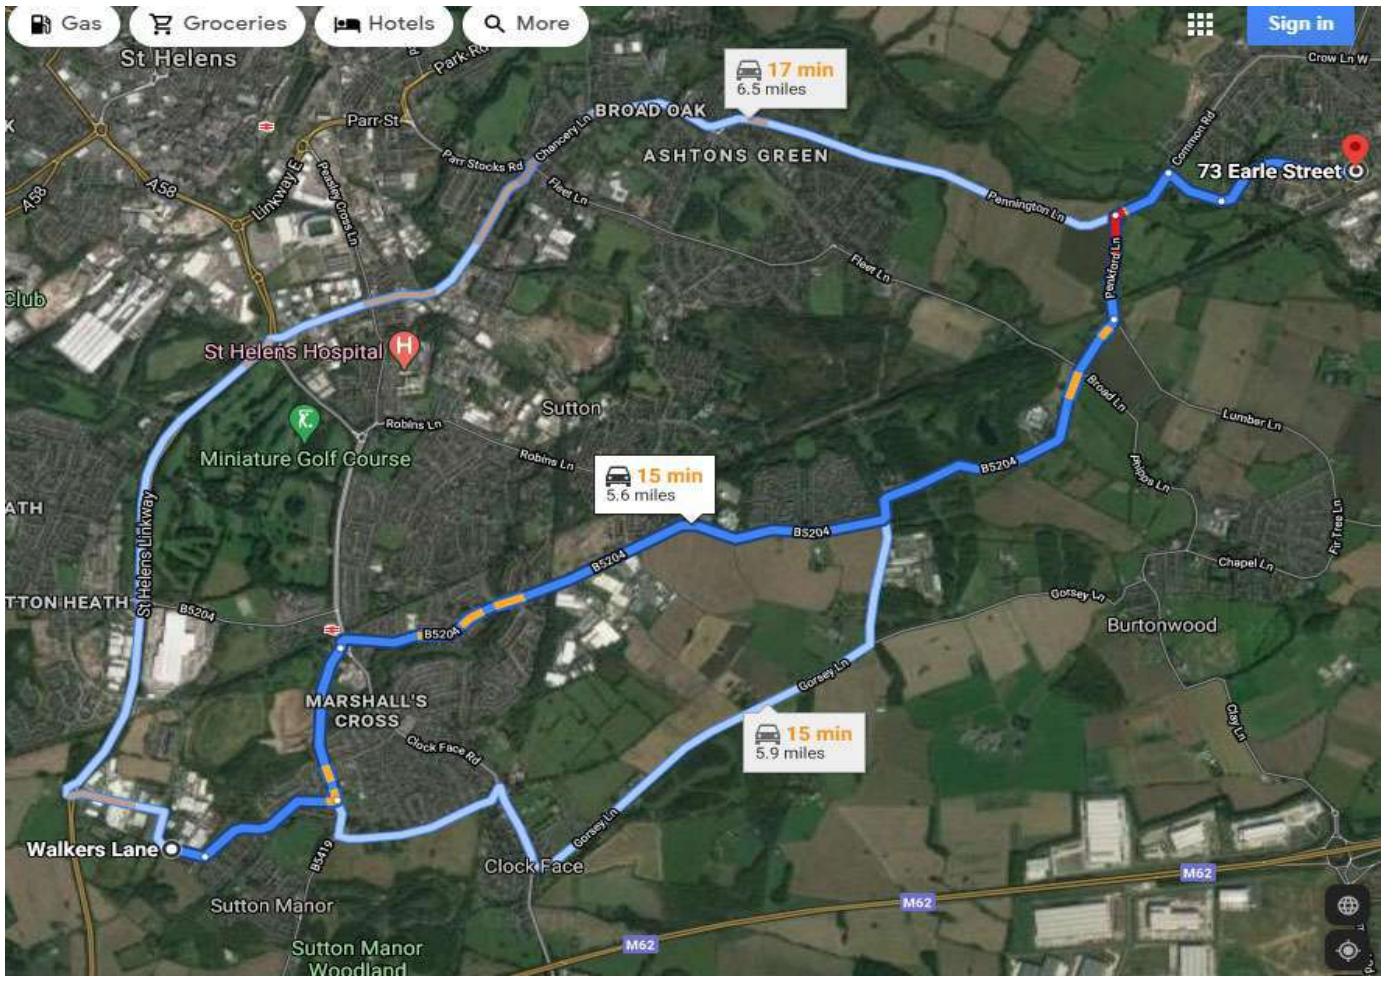 Gas
Groceries
Hotels
More
Sign in
St Helens
Park Rd
Crow Ln W
17 min
6.5 miles
BROAD OAK
Parr St
Common Rd
Chancery Ln
Parr Stocks Rd
ASHTONS GREEN
73 Earle Street
A58
A58
Linkway E
Peasley Cross Ln
Fleet Ln
Pennington Ln
Fleet Ln
Penkford Ln
Club
St Helens Hospital
H
Broad Ln
Sutton
Robins Ln
Lumber Ln
Miniature Golf Course
Robins Ln
B5204
Phipps Ln
15 min
5.6 miles
ATH
St Helens Linkway
B5204
Fir Tree Ln
B5204
Chapel Ln
TTON HEATH
B5204
Gorsey Ln
B5204
Burtonwood
Gorsey Ln
MARSHALL'S
CROSS
Clay Ln
15 min
5.9 miles
Clock Face Rd
Gorsey Ln
Walkers Lane
B5419
Clock Face
M62
Sutton Manor
M62
Sutton Manor
Woodland
M62